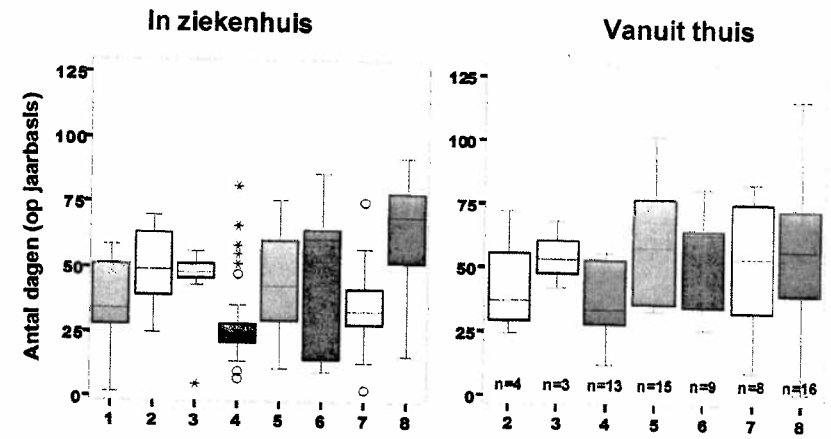 In ziekenhuis
Vanuit thuis
Antal dagen (op jaarbasis)
125
100
75
50
25
0
1 2 3 4 5 6 7 8
125
100
75
50
25
0
n=4 n=3 n=13 n=15 n=9 n=8 n=16
2 3 4 5 6 7 8